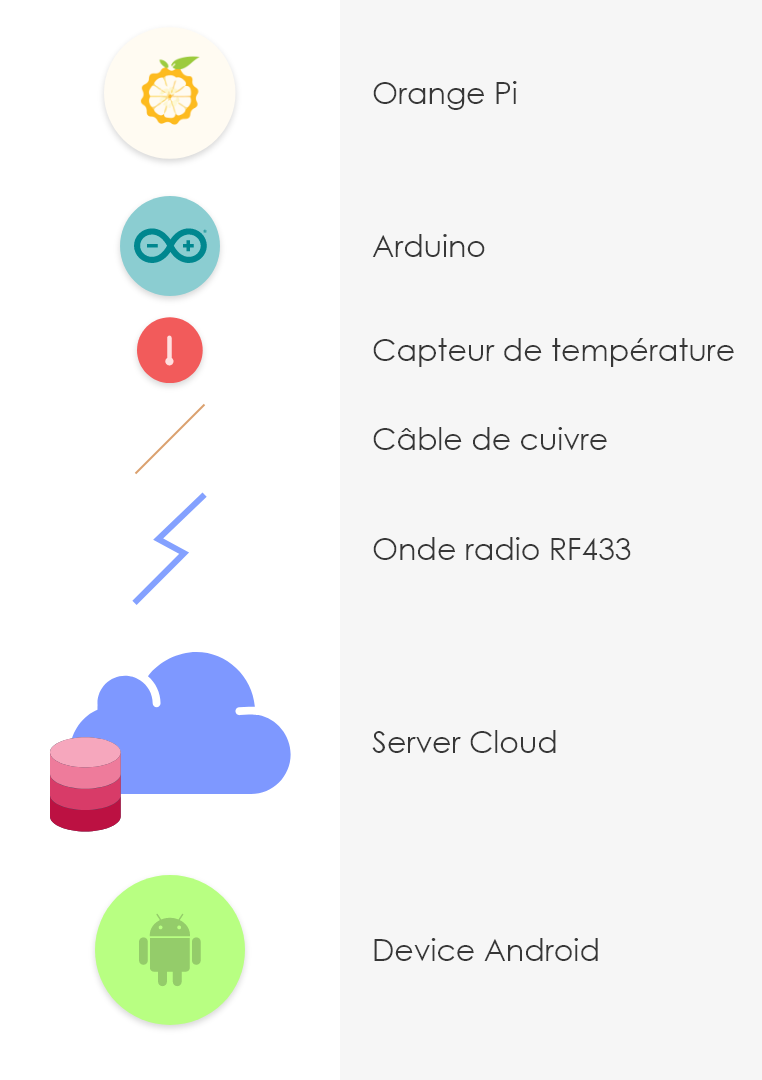 Orange Pi
Arduino
Capteur de température
Câble de cuivre
Onde radio RF433
Server Cloud
Device Android